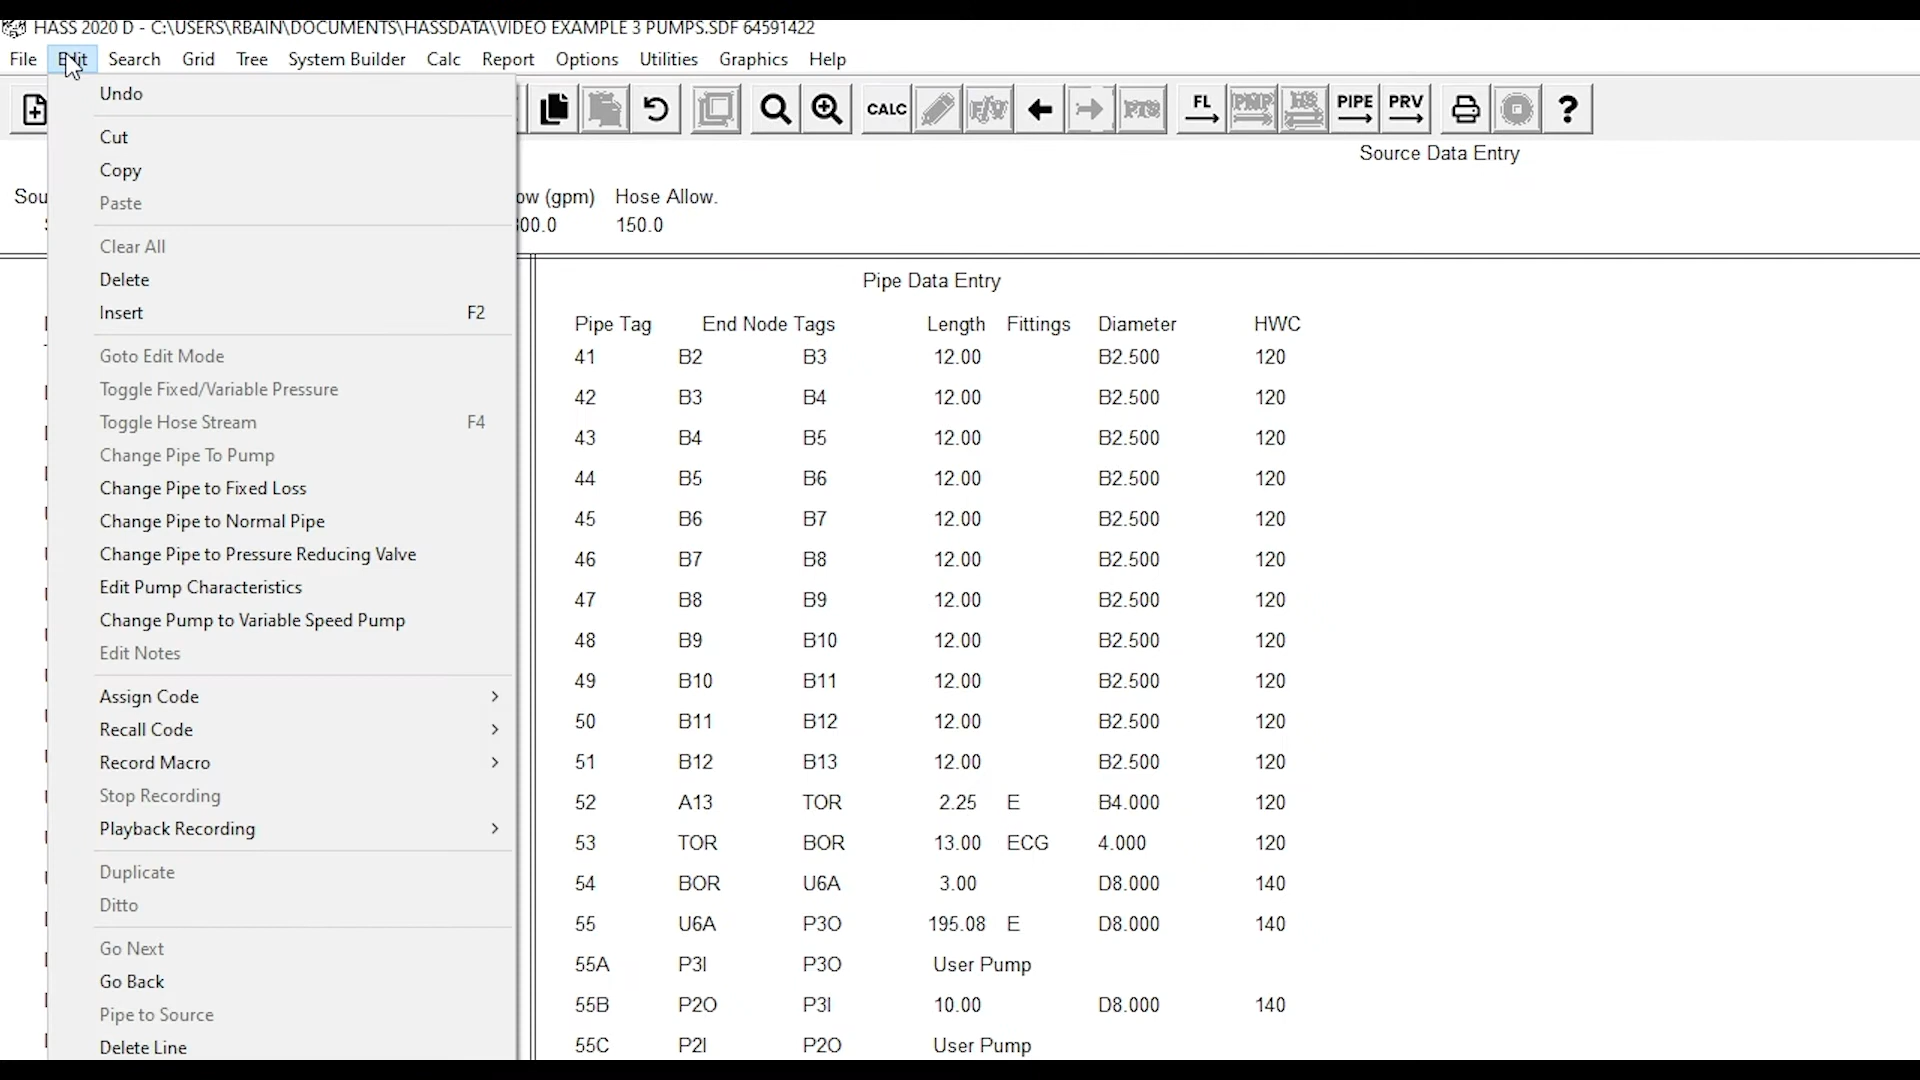 HASS 2020 D - C:\USERS\RBAIN\DOCUMENTS\HASSDATA\VIDEO EXAMPLE 3 PUMPS.SDF 64591422
File Edit Search Grid Tree System Builder Calc Report Options Utilities Graphics Help
CALC F/W PTS FL PMP HS PIPE PRV ?
Source Data Entry
Sou ow (gpm) Hose Allow.
00.0 150.0
Undo
Cut
Copy
Paste
Clear All
Delete
Insert F2
Goto Edit Mode
Toggle Fixed/Variable Pressure
Toggle Hose Stream F4
Change Pipe To Pump
Change Pipe to Fixed Loss
Change Pipe to Normal Pipe
Change Pipe to Pressure Reducing Valve
Edit Pump Characteristics
Change Pump to Variable Speed Pump
Edit Notes
Assign Code
Recall Code
Record Macro
Stop Recording
Playback Recording
Duplicate
Ditto
Go Next
Go Back
Pipe to Source
Delete Line
Pipe Data Entry
Pipe Tag End Node Tags Length Fittings Diameter HWC
41 B2 B3 12.00 B2.500 120
42 B3 B4 12.00 B2.500 120
43 B4 B5 12.00 B2.500 120
44 B5 B6 12.00 B2.500 120
45 B6 B7 12.00 B2.500 120
46 B7 B8 12.00 B2.500 120
47 B8 B9 12.00 B2.500 120
48 B9 B10 12.00 B2.500 120
49 B10 B11 12.00 B2.500 120
50 B11 B12 12.00 B2.500 120
51 B12 B13 12.00 B2.500 120
52 A13 TOR 2.25 E B4.000 120
53 TOR BOR 13.00 ECG 4.000 120
54 BOR U6A 3.00 D8.000 140
55 U6A P3O 195.08 E D8.000 140
55A P3I P3O User Pump
55B P2O P3I 10.00 D8.000 140
55C P2I P2O User Pump